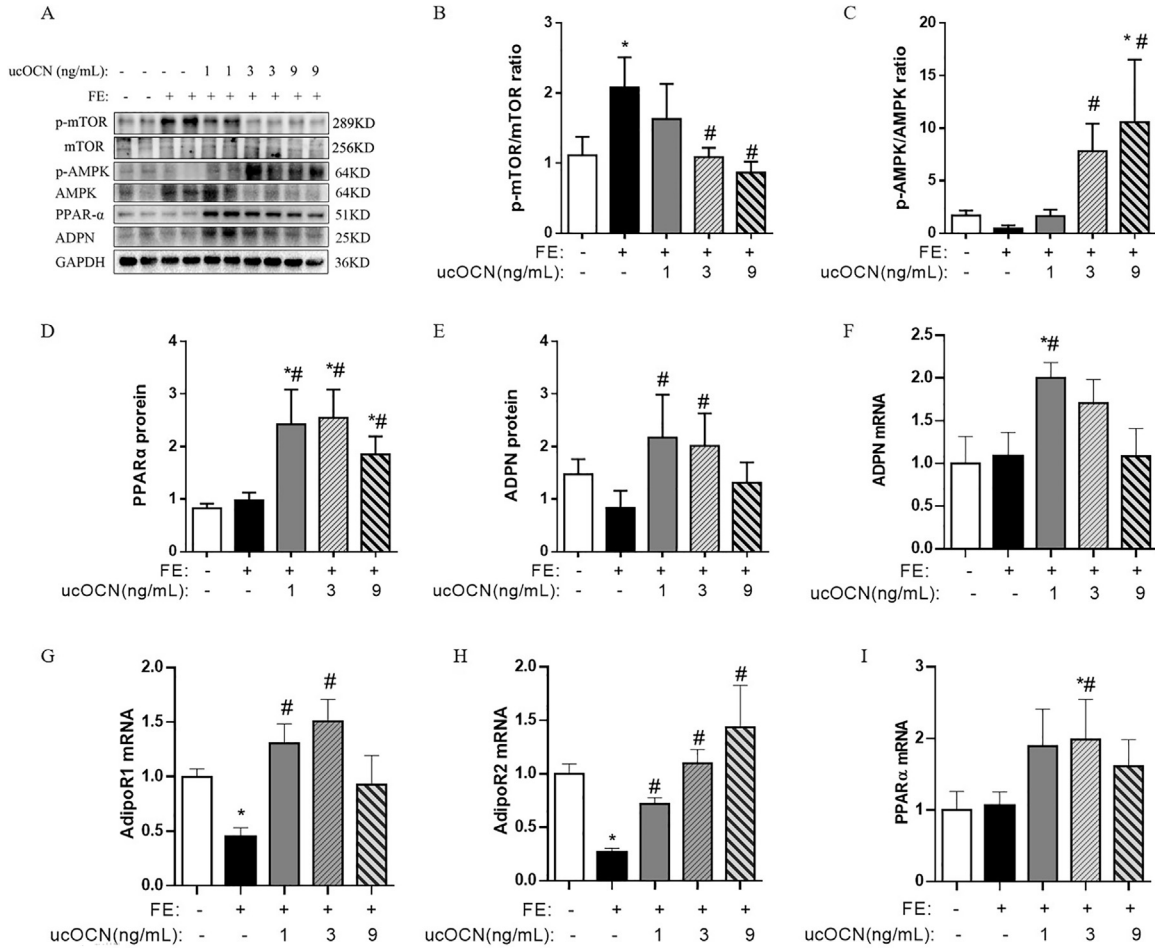 A
ucOCN (ng/mL): - - - - 1 1 3 3 9 9
FE: - - + + + + + + + +
p-mTOR 289KD
mTOR 256KD
p-AMPK 64KD
AMPK 64KD
PPAR-α 51KD
ADPN 25KD
GAPDH 36KD
B
p-mTOR/mTOR ratio
3
2
1
0
* # #
FE: - + + + +
ucOCN(ng/mL): - - 1 3 9
C
p-AMPK/AMPK ratio
20
15
10
5
0
# * #
FE: - + + + +
ucOCN(ng/mL): - - 1 3 9
D
PPARα prorein
4
3
2
1
0
*# *# *#
FE: - + + + +
ucOCN(ng/mL): - - 1 3 9
E
ADPN protein
4
3
2
1
0
# #
FE: - + + + +
ucOCN(ng/mL): - - 1 3 9
F
ADPN mRNA
2.5
2.0
1.5
1.0
0.5
0.0
*#
FE: - + + + +
ucOCN(ng/mL): - - 1 3 9
G
AdipoR1 mRNA
2.0
1.5
1.0
0.5
0.0
* # #
FE: - + + + +
ucOCN(ng/mL): - - 1 3 9
H
AdipoR2 mRNA
2.0
1.5
1.0
0.5
0.0
* # # #
FE: - + + + +
ucOCN(ng/mL): - - 1 3 9
I
PPARα mRNA
3
2
1
0
*#
FE: - + + + +
ucOCN(ng/mL): - - 1 3 9